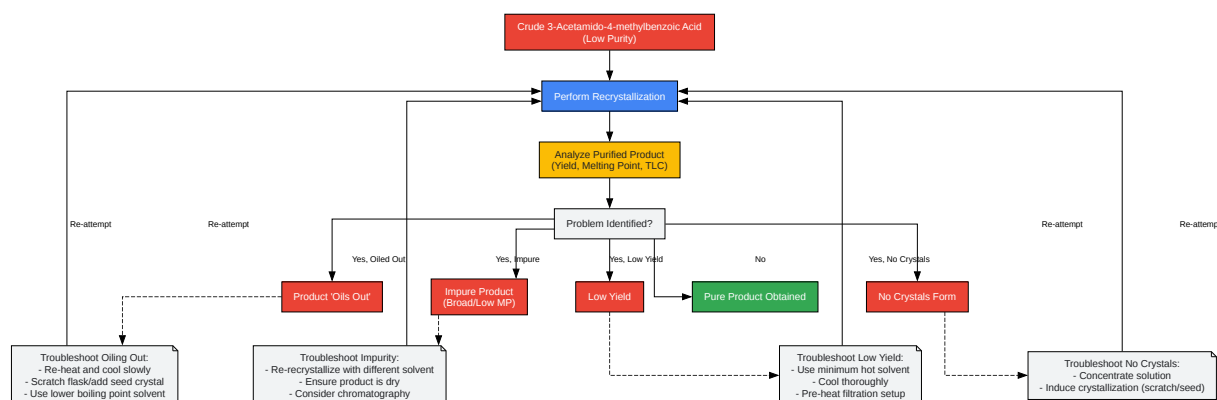 Crude 3-Acetamido-4-methylbenzoic Acid
(Low Purity)
Perform Recrystallization
Analyze Purified Product
(Yield, Melting Point, TLC)
Problem Identified?
Re-attempt
Re-attempt
Re-attempt
Re-attempt
Yes, Oiled Out
Yes, Impure
Yes, Low Yield
No
Yes, No Crystals
Product 'Oils Out'
Impure Product
(Broad/Low MP)
Low Yield
Pure Product Obtained
No Crystals Form
Troubleshoot Oiling Out:
- Re-heat and cool slowly
- Scratch flask/add seed crystal
- Use lower boiling point solvent
Troubleshoot Impurity:
- Re-recrystallize with different solvent
- Ensure product is dry
- Consider chromatography
Troubleshoot Low Yield:
- Use minimum hot solvent
- Cool thoroughly
- Pre-heat filtration setup
Troubleshoot No Crystals:
- Concentrate solution
- Induce crystallization (scratch/seed)